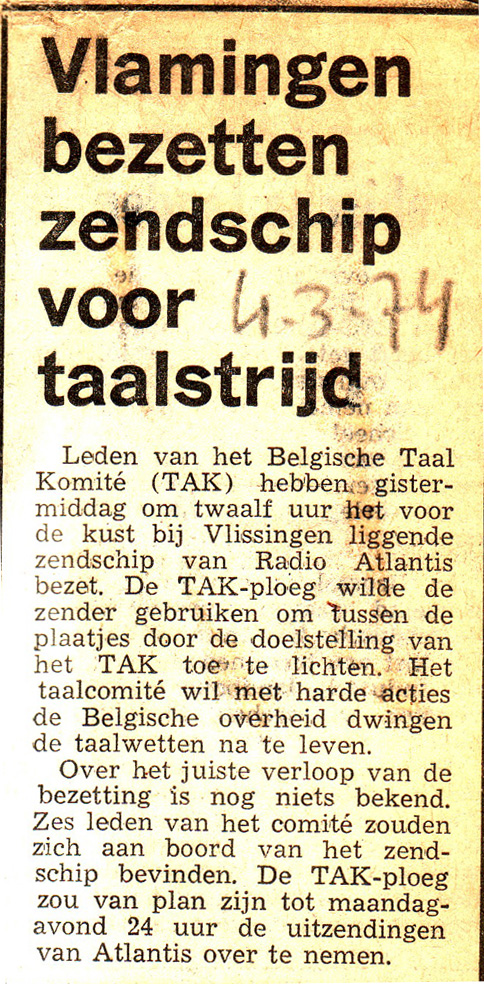 Vlamingen
bezetten
zendschip
voor 4-3-74
taalstrijd
Leden van het Belgische Taal
Komité (TAK) hebben gister-
middag om twaalf uur het voor
de kust bij Vlissingen liggende
zendschip van Radio Atlantis
bezet. De TAK-ploeg wilde de
zender gebruiken om tussen de
plaatjes door de doelstelling van
het TAK toe te lichten. Het
taalcomité wil met harde acties
de Belgische overheid dwingen
de taalwetten na te leven.
Over het juiste verloop van de
bezetting is nog niets bekend.
Zes leden van het comité zouden
zich aan boord van het zend-
schip bevinden. De TAK-ploeg
zou van plan zijn tot maandag-
avond 24 uur de uitzendingen
van Atlantis over te nemen.